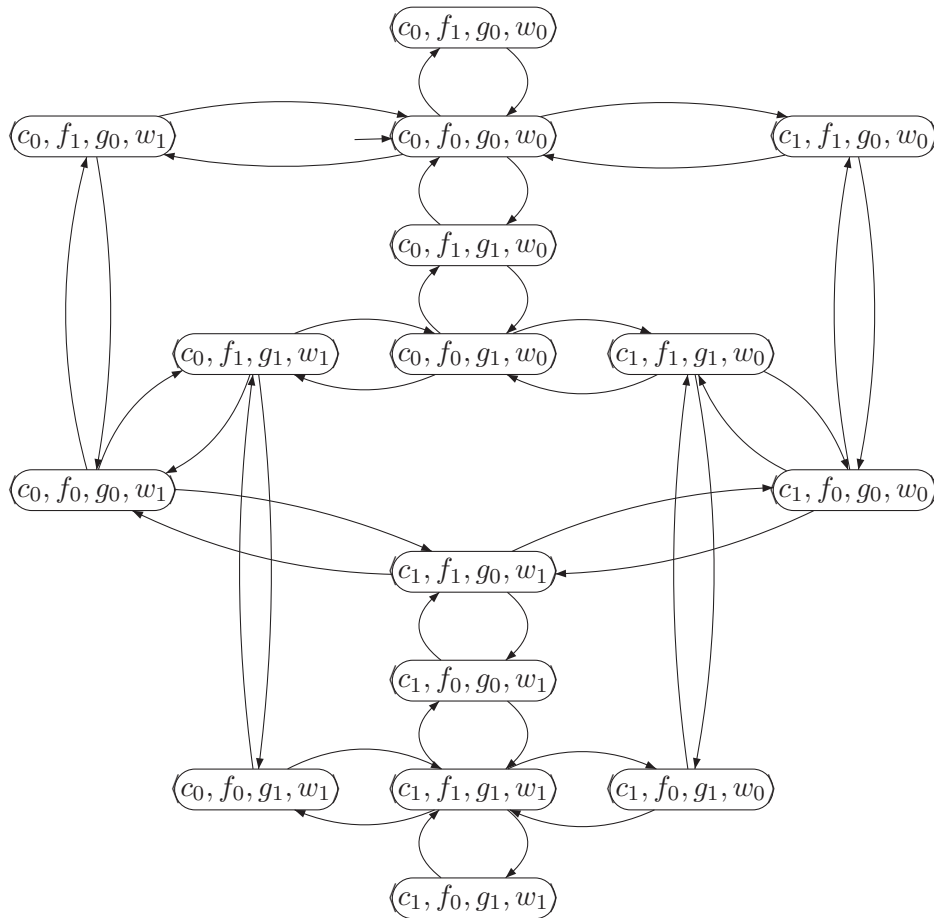 ⟨c₀, f₁, g₀, w₀⟩
⟨c₀, f₁, g₀, w₁⟩ ⟨c₀, f₀, g₀, w₀⟩ ⟨c₁, f₁, g₀, w₀⟩
⟨c₀, f₁, g₁, w₀⟩
⟨c₀, f₁, g₁, w₁⟩ ⟨c₀, f₀, g₁, w₀⟩ ⟨c₁, f₁, g₁, w₀⟩
⟨c₀, f₀, g₀, w₁⟩ ⟨c₁, f₀, g₀, w₀⟩
⟨c₁, f₁, g₀, w₁⟩
⟨c₁, f₀, g₀, w₁⟩
⟨c₀, f₀, g₁, w₁⟩ ⟨c₁, f₁, g₁, w₁⟩ ⟨c₁, f₀, g₁, w₀⟩
⟨c₁, f₀, g₁, w₁⟩